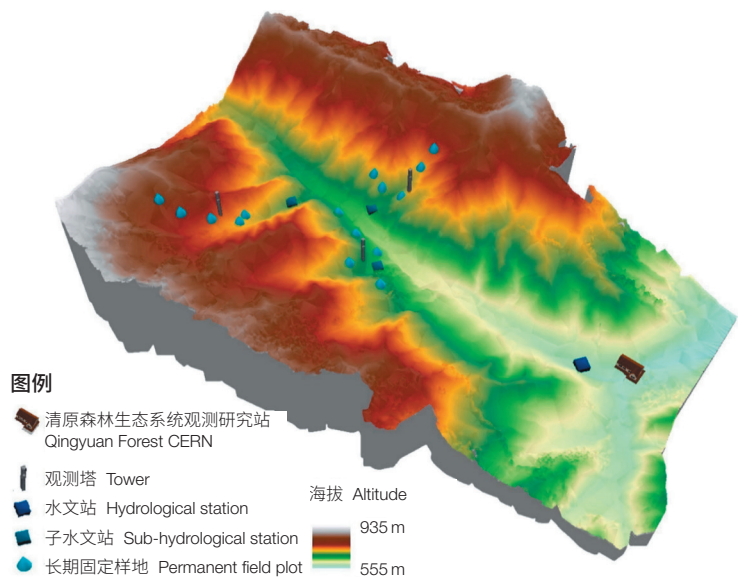 图例
清原森林生态系统观测研究站
Qingyuan Forest CERN
观测塔 Tower
水文站 Hydrological station
子水文站 Sub-hydrological station
长期固定样地 Permanent field plot
海拔 Altitude
935 m
555 m